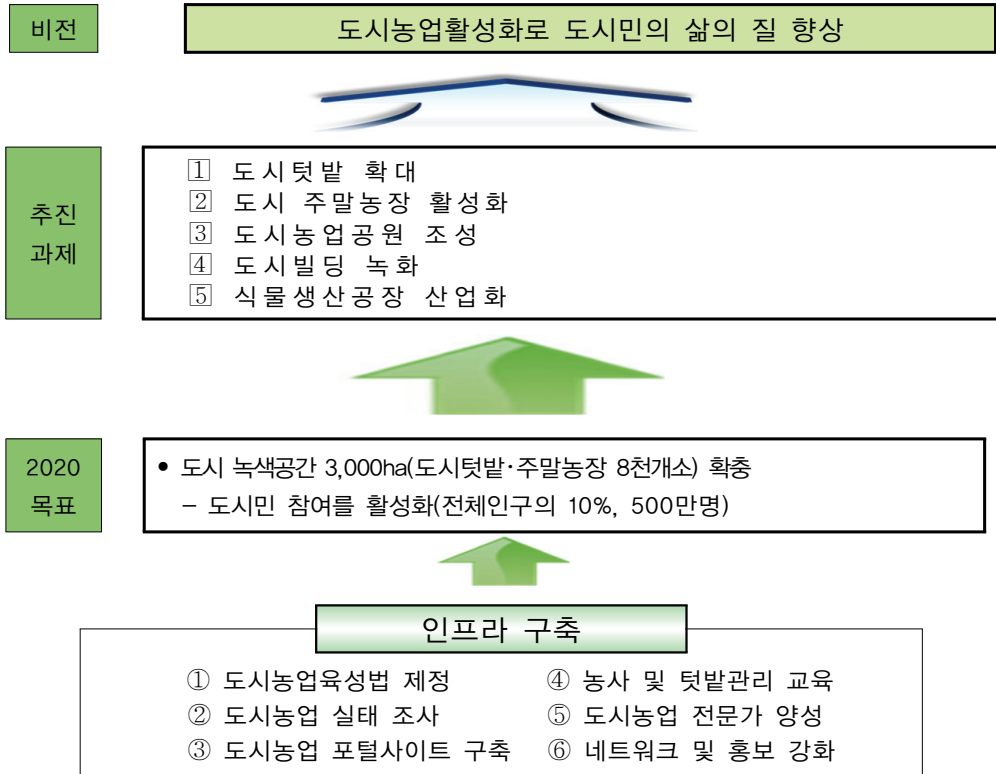 비전
도시농업활성화로 도시민의 삶의 질 향상
추진
과제
1 도시텃밭 확대
2 도시 주말농장 활성화
3 도시농업공원 조성
4 도시빌딩 녹화
5 식물생산공장 산업화
2020
목표
• 도시 녹색공간 3,000ha(도시텃밭·주말농장 8천개소) 확충
– 도시민 참여를 활성화(전체인구의 10%, 500만명)
인프라 구축
① 도시농업육성법 제정
② 도시농업 실태 조사
③ 도시농업 포털사이트 구축
④ 농사 및 텃밭관리 교육
⑤ 도시농업 전문가 양성
⑥ 네트워크 및 홍보 강화